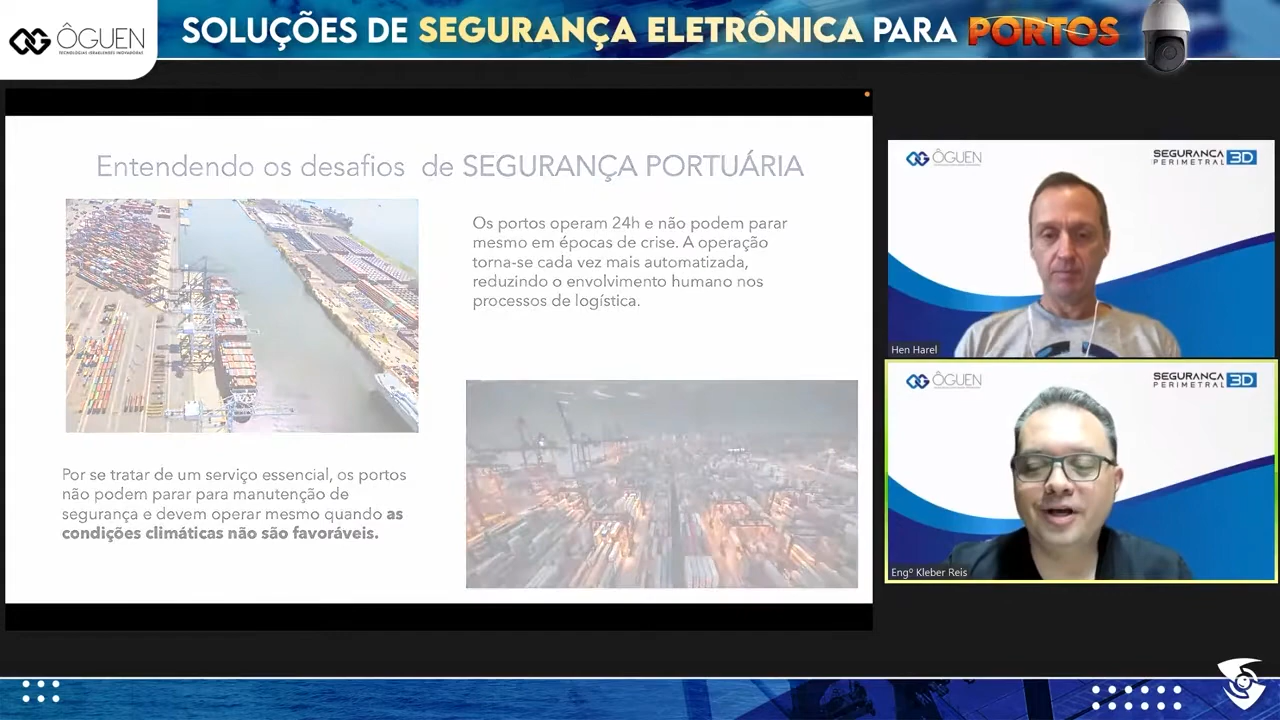 ÔGUEN
TECNOLOGIAS ISRAELENSES INOVADORAS
SOLUÇÕES DE SEGURANÇA ELETRÔNICA PARA PORTOS
Entendendo os desafios de SEGURANÇA PORTUÁRIA
Os portos operam 24h e não podem parar
mesmo em épocas de crise. A operação
torna-se cada vez mais automatizada,
reduzindo o envolvimento humano nos
processos de logística.
Por se tratar de um serviço essencial, os portos
não podem parar para manutenção de
segurança e devem operar mesmo quando as
condições climáticas não são favoráveis.
ÔGUEN
SEGURANÇA
PERIMETRAL 3D
Hen Harel
ÔGUEN
SEGURANÇA
PERIMETRAL 3D
Engº Kleber Reis